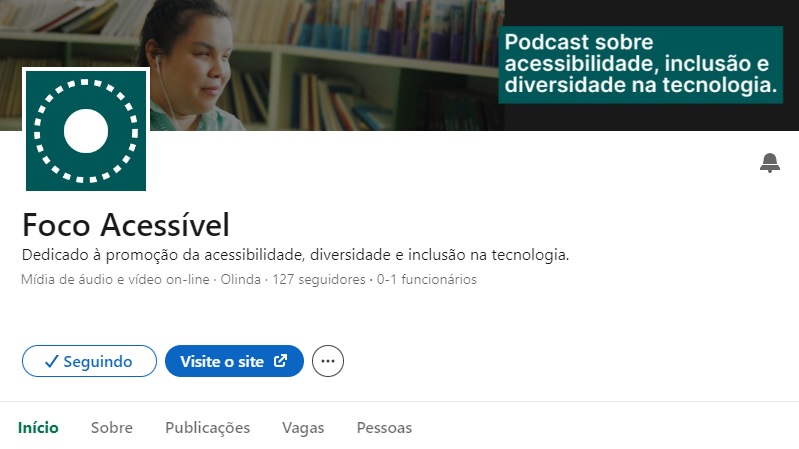 Podcast sobre
acessibilidade, inclusão e
diversidade na tecnologia.
Foco Acessível
Dedicado à promoção da acessibilidade, diversidade e inclusão na tecnologia.
Mídia de áudio e vídeo on-line · Olinda · 127 seguidores · 0-1 funcionários
Seguindo
Visite o site
Início
Sobre
Publicações
Vagas
Pessoas